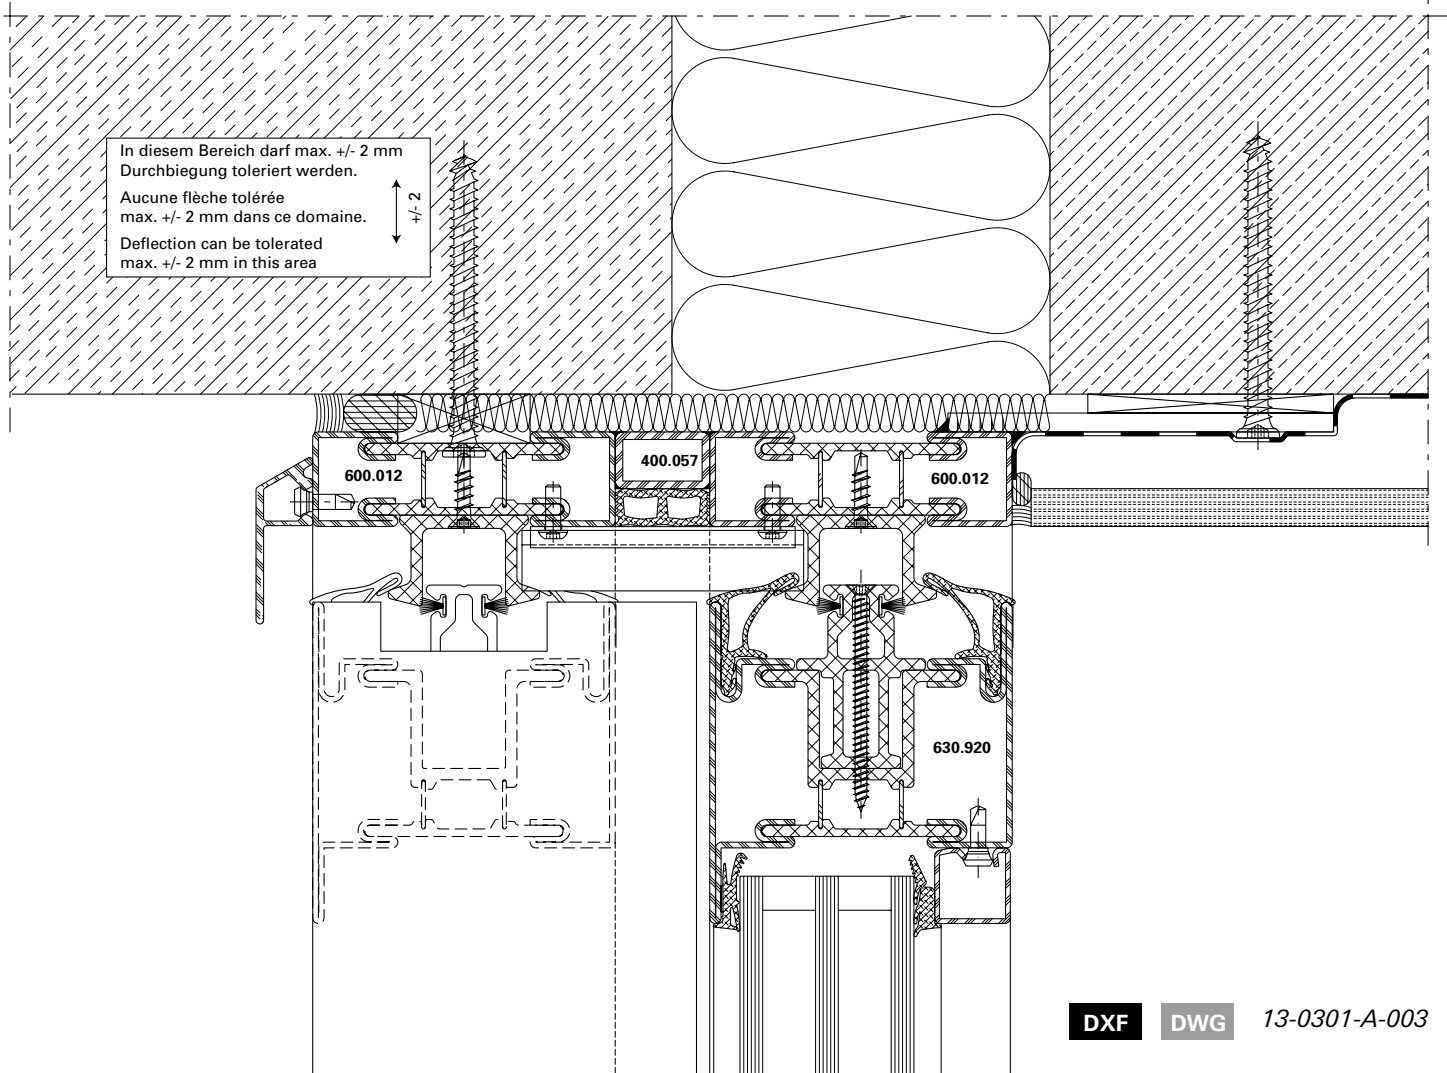 In diesem Bereich darf max. +/- 2 mm
Durchbiegung toleriert werden.
Aucune flèche tolérée
max. +/- 2 mm dans ce domaine.
Deflection can be tolerated
max. +/- 2 mm in this area
+/- 2
600.012
400.057
600.012
630.920
DXF DWG 13-0301-A-003